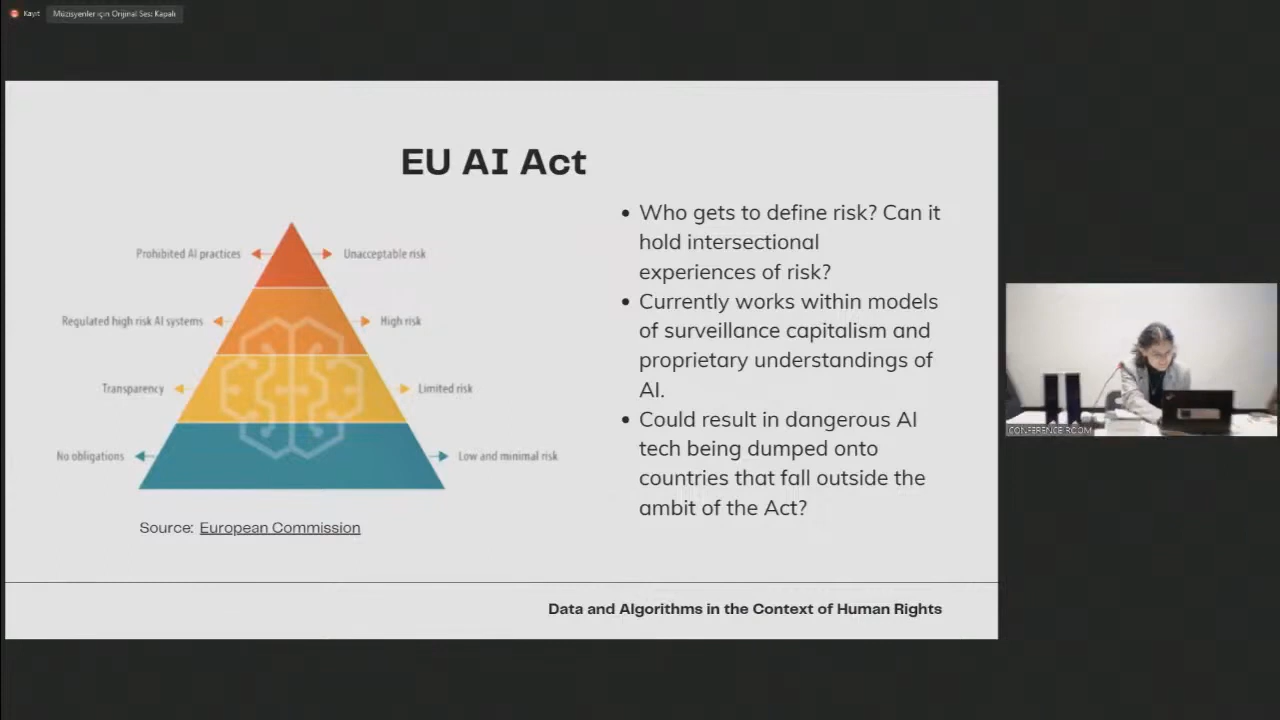 Kayıt
Müzisyenler için Orijinal Ses: Kapalı
EU AI Act
Prohibited AI practices
Unacceptable risk
Regulated high risk AI systems
High risk
Transparency
Limited risk
No obligations
Low and minimal risk
Source: European Commission
• Who gets to define risk? Can it
hold intersectional
experiences of risk?
• Currently works within models
of surveillance capitalism and
proprietary understandings of
AI.
• Could result in dangerous AI
tech being dumped onto
countries that fall outside the
ambit of the Act?
Data and Algorithms in the Context of Human Rights
CONFERENCE ROOM